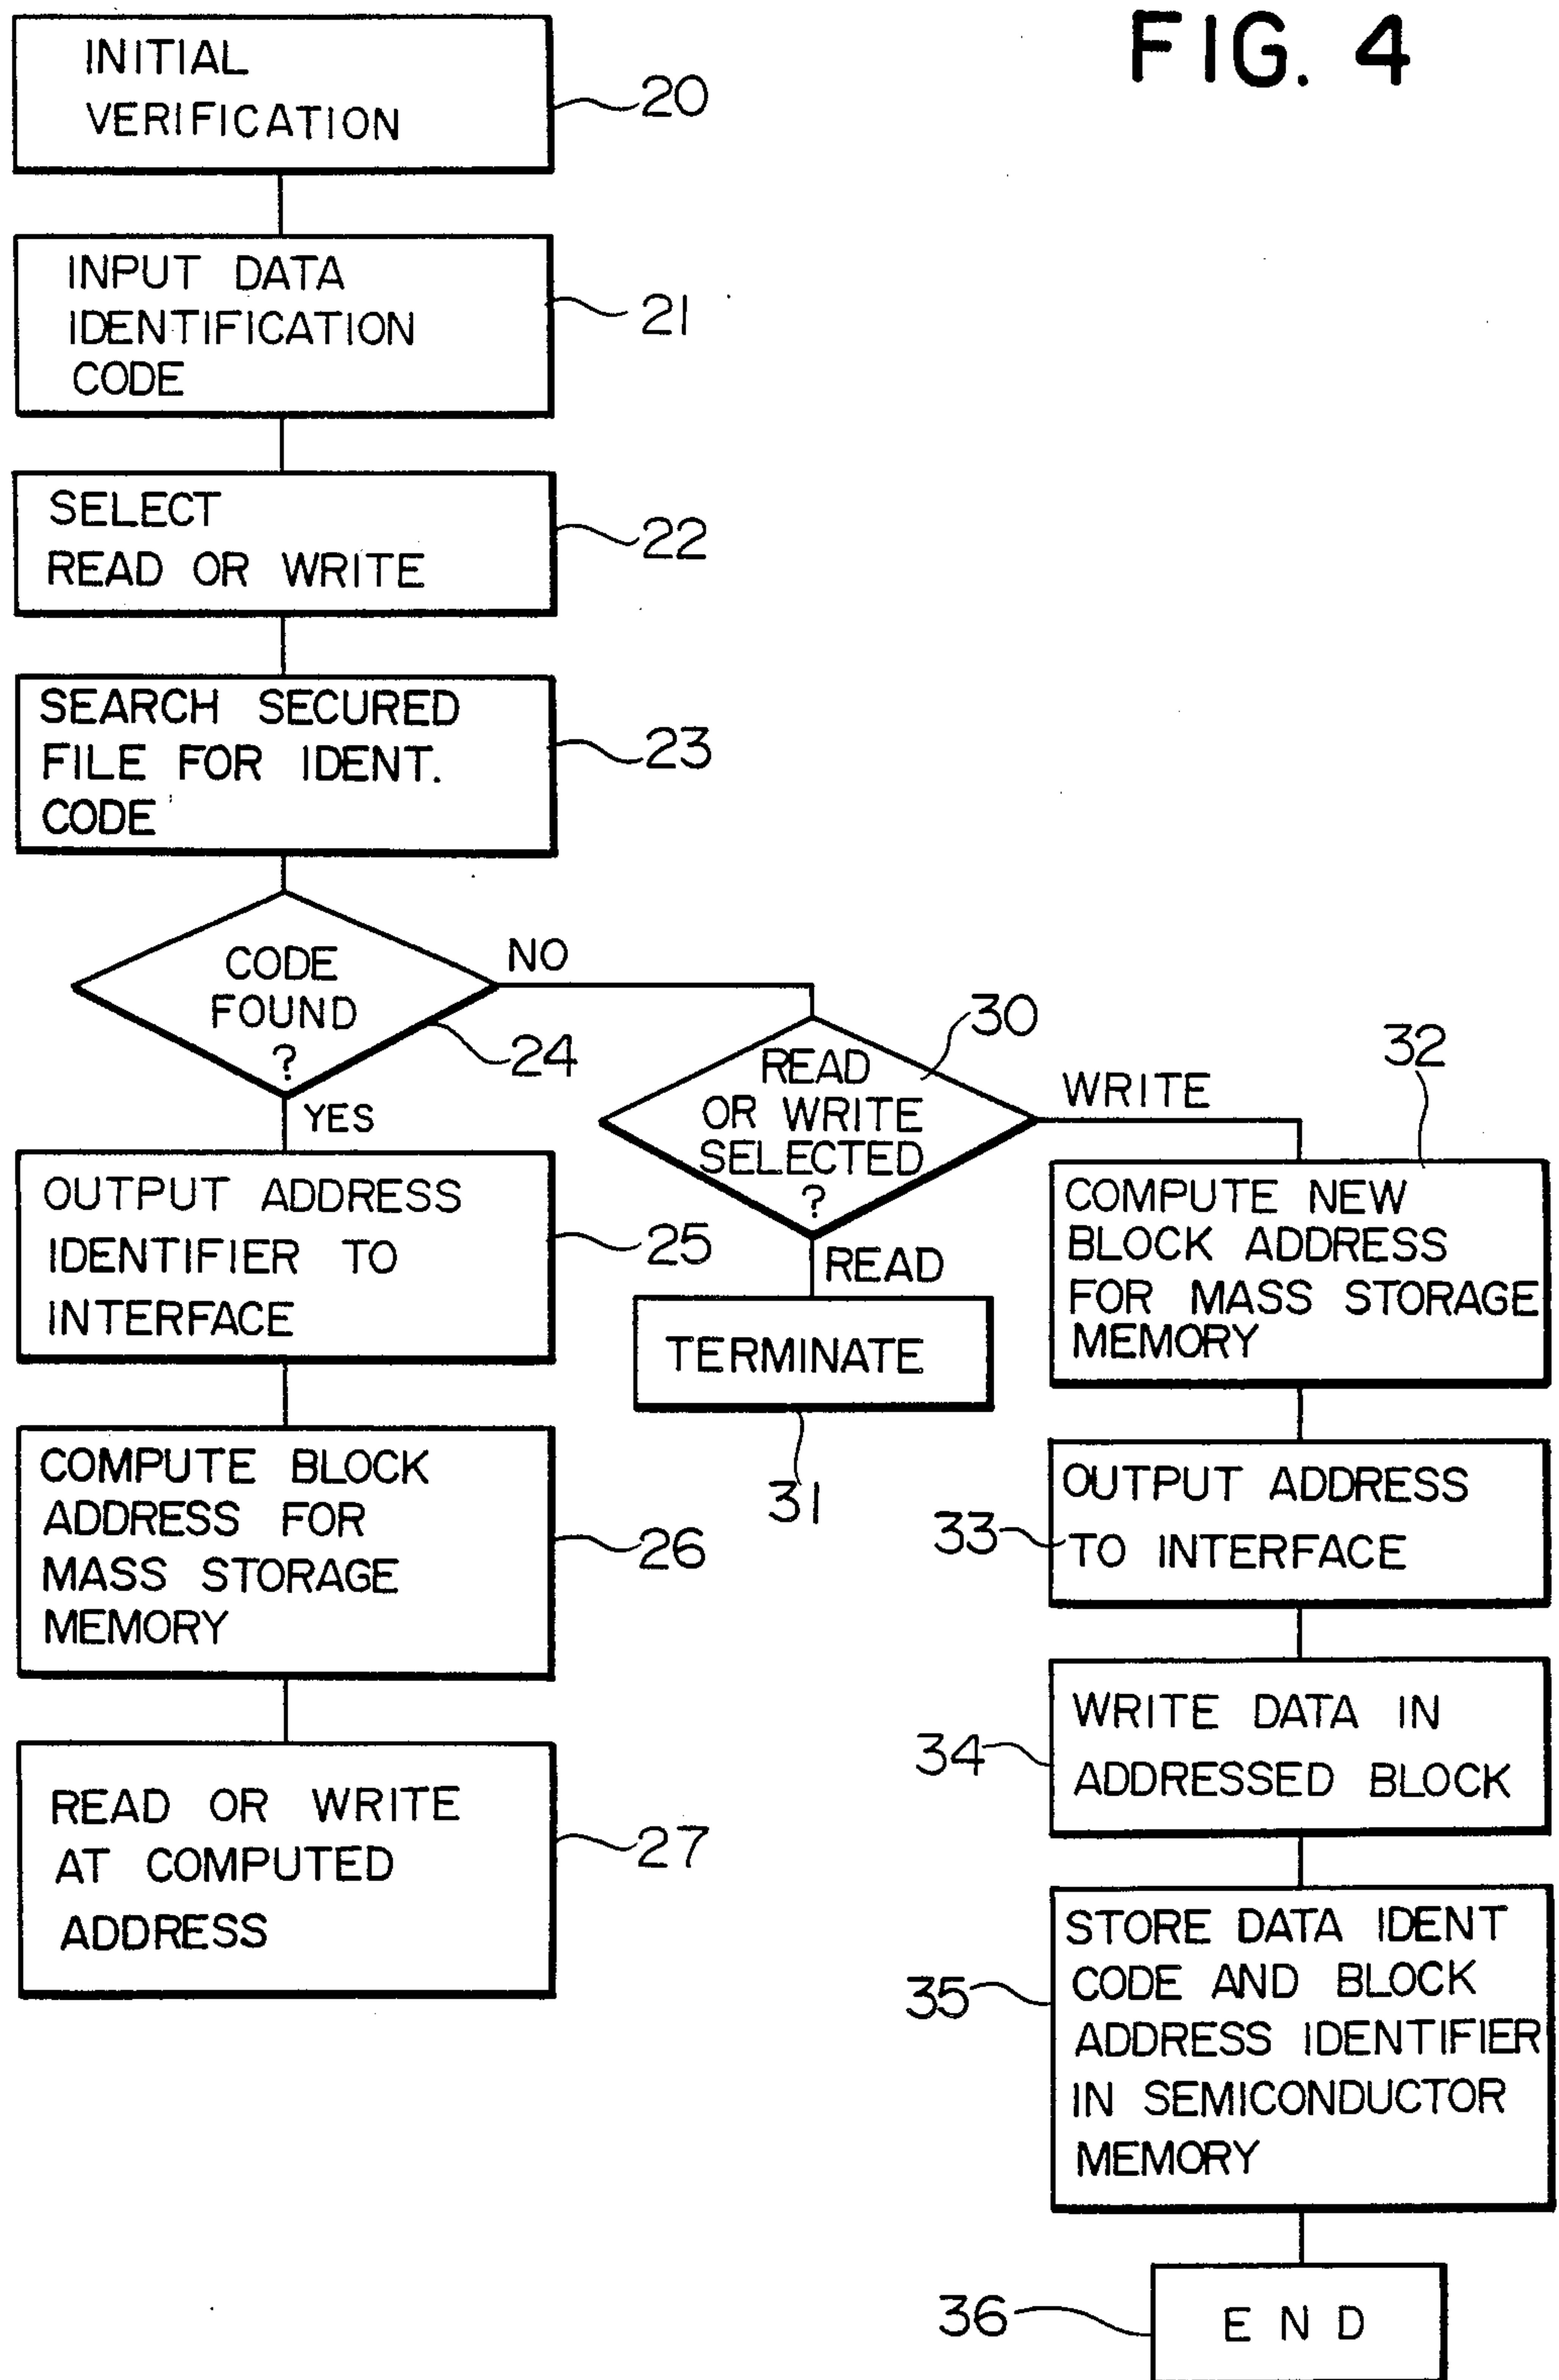 FIG. 4
INITIAL
VERIFICATION
20
INPUT DATA
IDENTIFICATION
CODE
21
SELECT
READ OR WRITE
22
SEARCH SECURED
FILE FOR IDENT.
CODE
23
CODE
FOUND
?
24
NO
YES
OUTPUT ADDRESS
IDENTIFIER TO
INTERFACE
25
COMPUTE BLOCK
ADDRESS FOR
MASS STORAGE
MEMORY
26
READ OR WRITE
AT COMPUTED
ADDRESS
27
READ
OR WRITE
SELECTED
?
30
WRITE
READ
TERMINATE
31
32
COMPUTE NEW
BLOCK ADDRESS
FOR MASS STORAGE
MEMORY
OUTPUT ADDRESS
TO INTERFACE
33
WRITE DATA IN
ADDRESSED BLOCK
34
STORE DATA IDENT
CODE AND BLOCK
ADDRESS IDENTIFIER
IN SEMICONDUCTOR
MEMORY
35
END
36